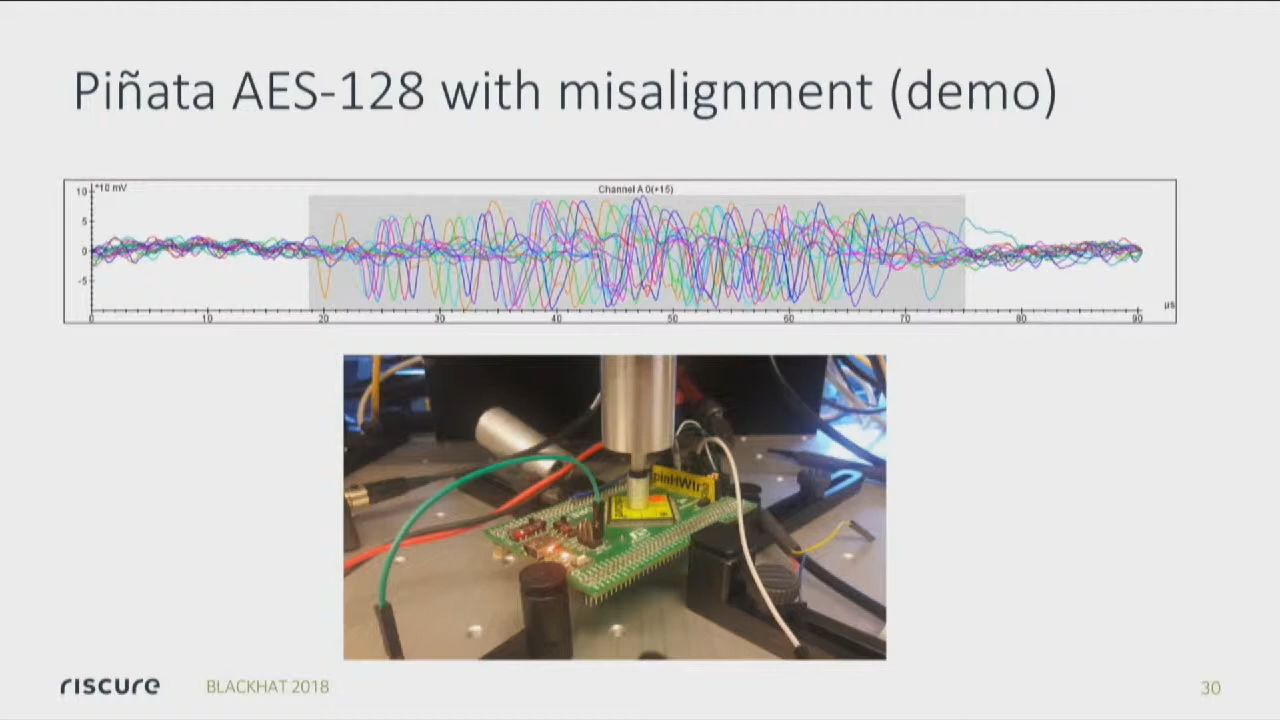 Piñata AES-128 with misalignment (demo)
10 *10 mV
Channel A 0(+15)
5
0
-5
µs
0 10 20 30 40 50 60 70 80 90
riscure BLACKHAT 2018 30